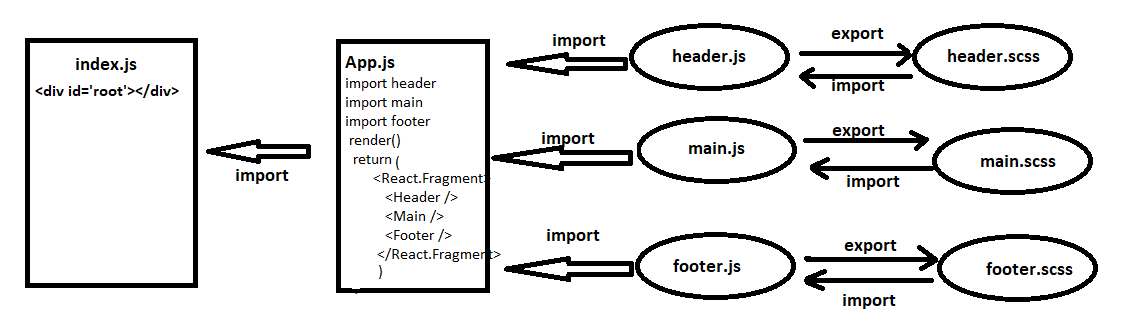 index.js
<div id='root'></div>
import
App.js
import header
import main
import footer
render()
return (
<React.Fragment>
<Header />
<Main />
<Footer />
</React.Fragment>
)
import
header.js
export
import
header.scss
import
main.js
export
import
main.scss
import
footer.js
export
import
footer.scss